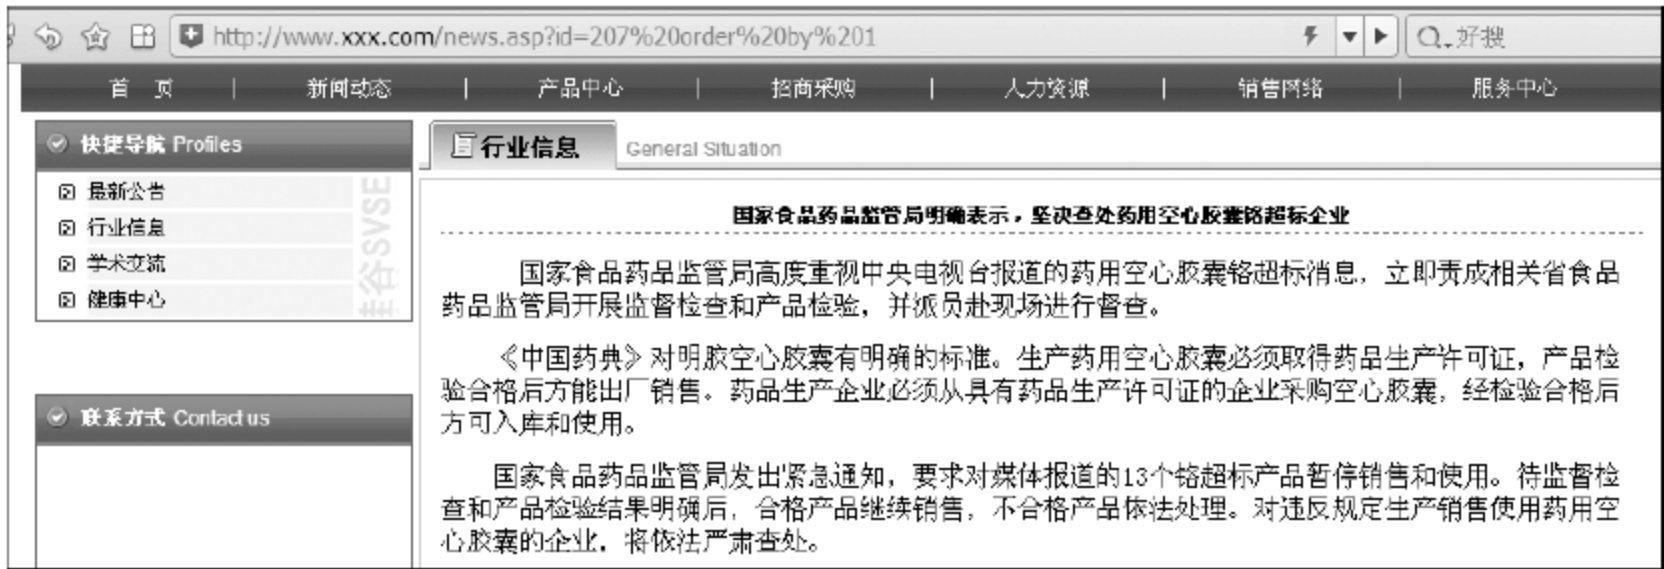 http://www.xxx.com/news.asp?id=207%20order%20by%201
好搜
首 页 | 新闻动态 | 产品中心 | 招商采购 | 人力资源 | 销售网络 | 服务中心
快捷导航 Profiles
最新公告
行业信息
学术交流
健康中心
硅谷SVSE
联系方式 Contact us
行业信息 General Situation
国家食品药品监管局明确表示，坚决查处药用空心胶囊铬超标企业
国家食品药品监管局高度重视中央电视台报道的药用空心胶囊铬超标消息，立即责成相关省食品
药品监管局开展监督检查和产品检验，并派员赴现场进行督查。
《中国药典》对明胶空心胶囊有明确的标准。生产药用空心胶囊必须取得药品生产许可证，产品检
验合格后方能出厂销售。药品生产企业必须从具有药品生产许可证的企业采购空心胶囊，经检验合格后
方可入库和使用。
国家食品药品监管局发出紧急通知，要求对媒体报道的13个铬超标产品暂停销售和使用。待监督检
查和产品检验结果明确后，合格产品继续销售，不合格产品依法处理。对违反规定生产销售使用药用空
心胶囊的企业，将依法严肃查处。